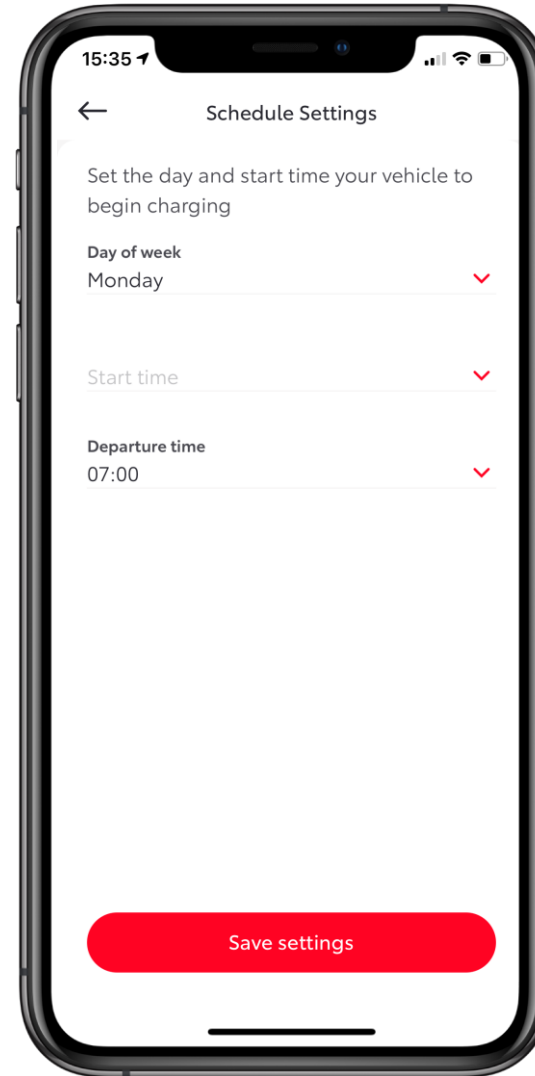 15:35
Schedule Settings
Set the day and start time your vehicle to
begin charging
Day of week
Monday
Start time
Departure time
07:00
Save settings